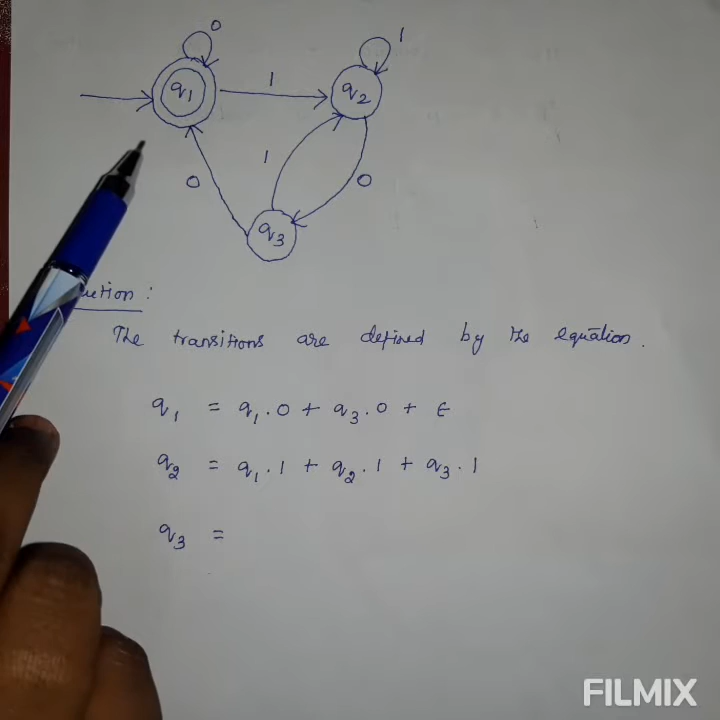 0
1
q1
1
q2
1
0
0
q3
ution :
The transitions are defined by the equation.
q1 = q1.0 + q3.0 + ε
q2 = q1.1 + q2.1 + q3.1
q3 =
FILMIX